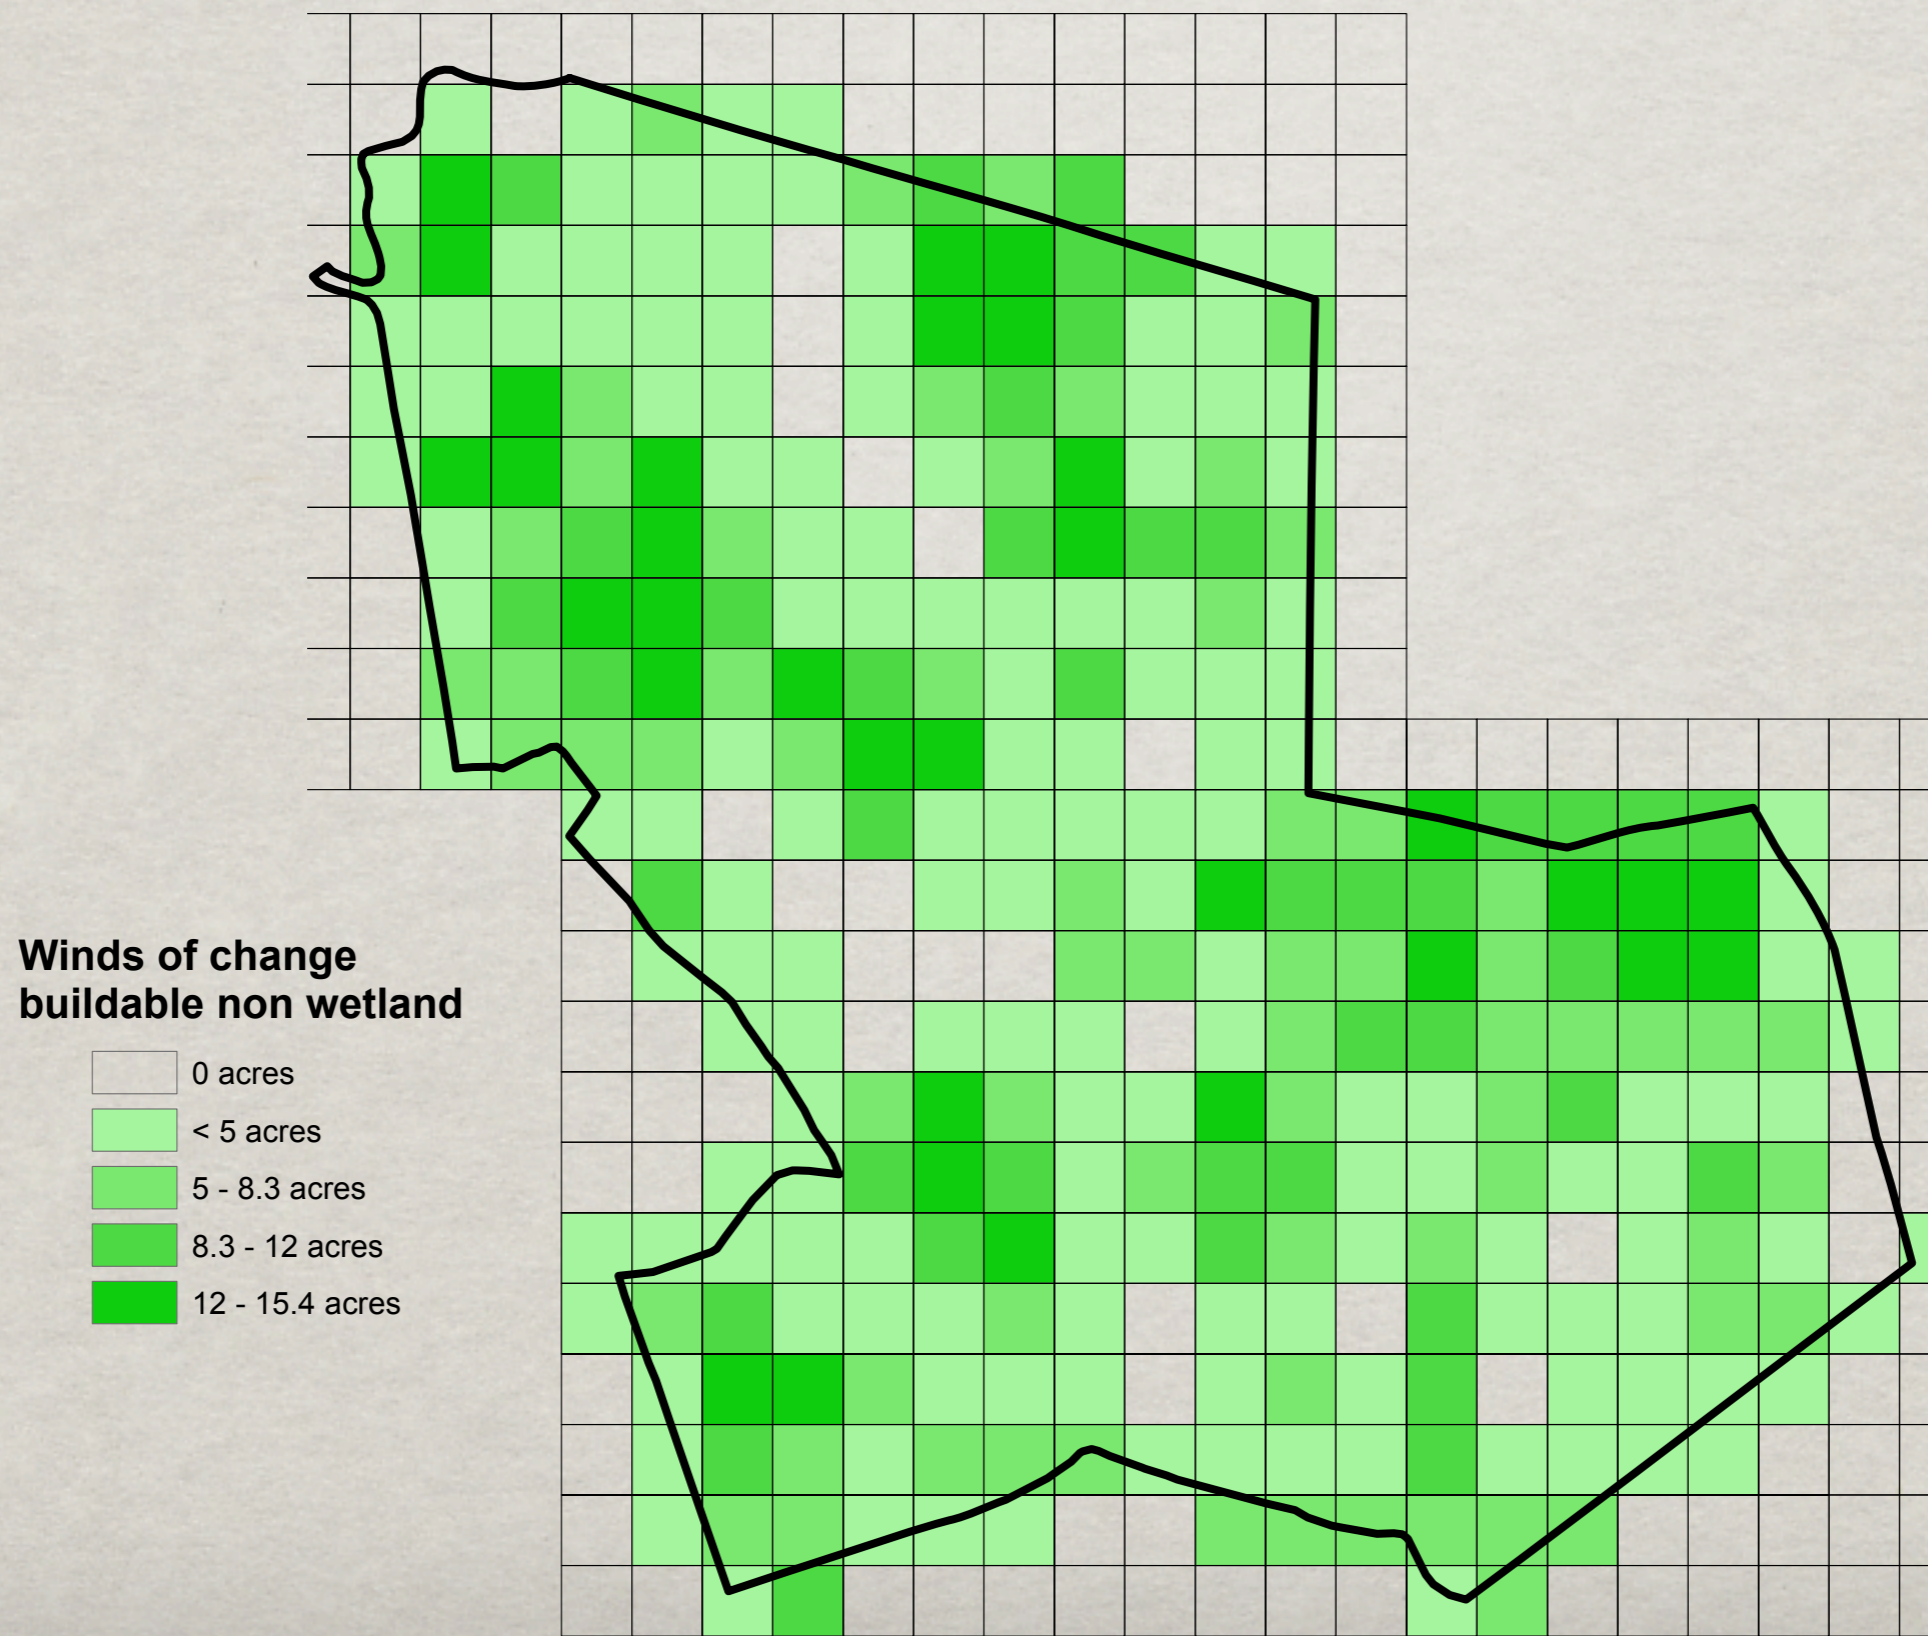 Winds of change
buildable non wetland
0 acres
< 5 acres
5 - 8.3 acres
8.3 - 12 acres
12 - 15.4 acres